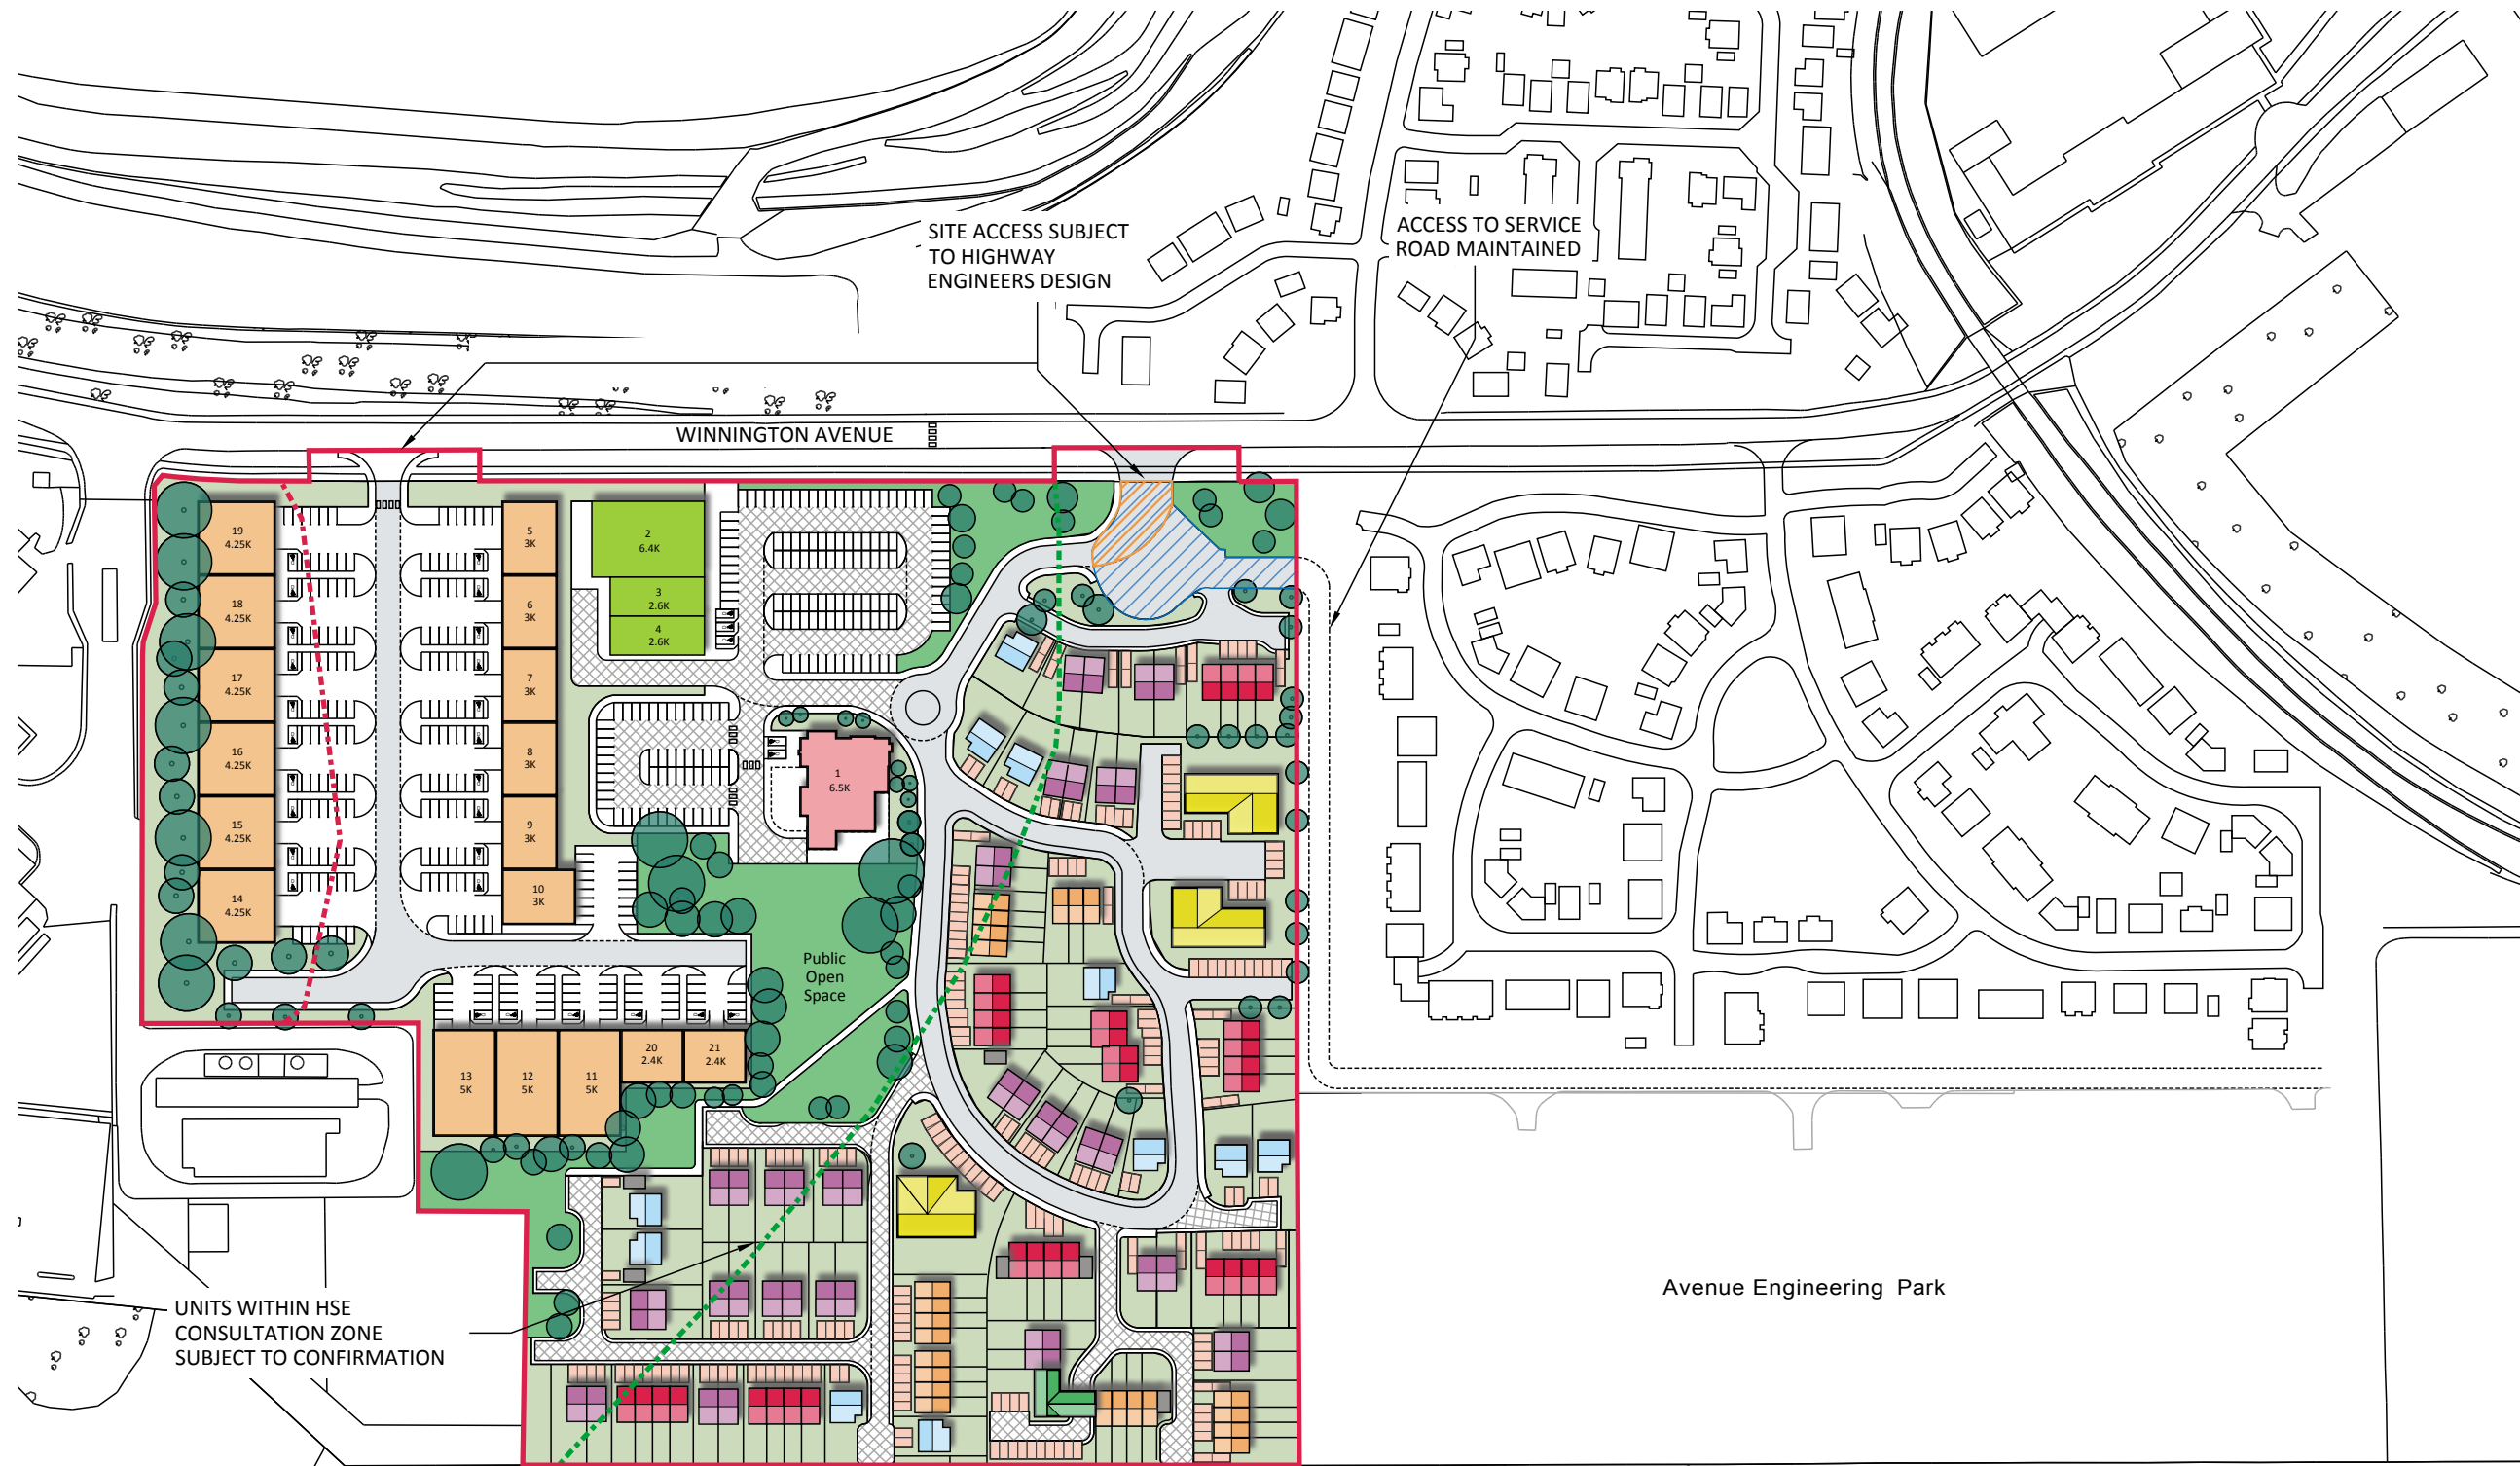 SITE ACCESS SUBJECT
TO HIGHWAY
ENGINEERS DESIGN
ACCESS TO SERVICE
ROAD MAINTAINED
WINNINGTON AVENUE
19
4.25K
18
4.25K
17
4.25K
16
4.25K
15
4.25K
14
4.25K
5
3K
6
3K
7
3K
8
3K
9
3K
10
3K
2
6.4K
3
2.6K
4
2.6K
1
6.5K
Public
Open
Space
13
5K
12
5K
11
5K
20
2.4K
21
2.4K
UNITS WITHIN HSE
CONSULTATION ZONE
SUBJECT TO CONFIRMATION
Avenue Engineering Park